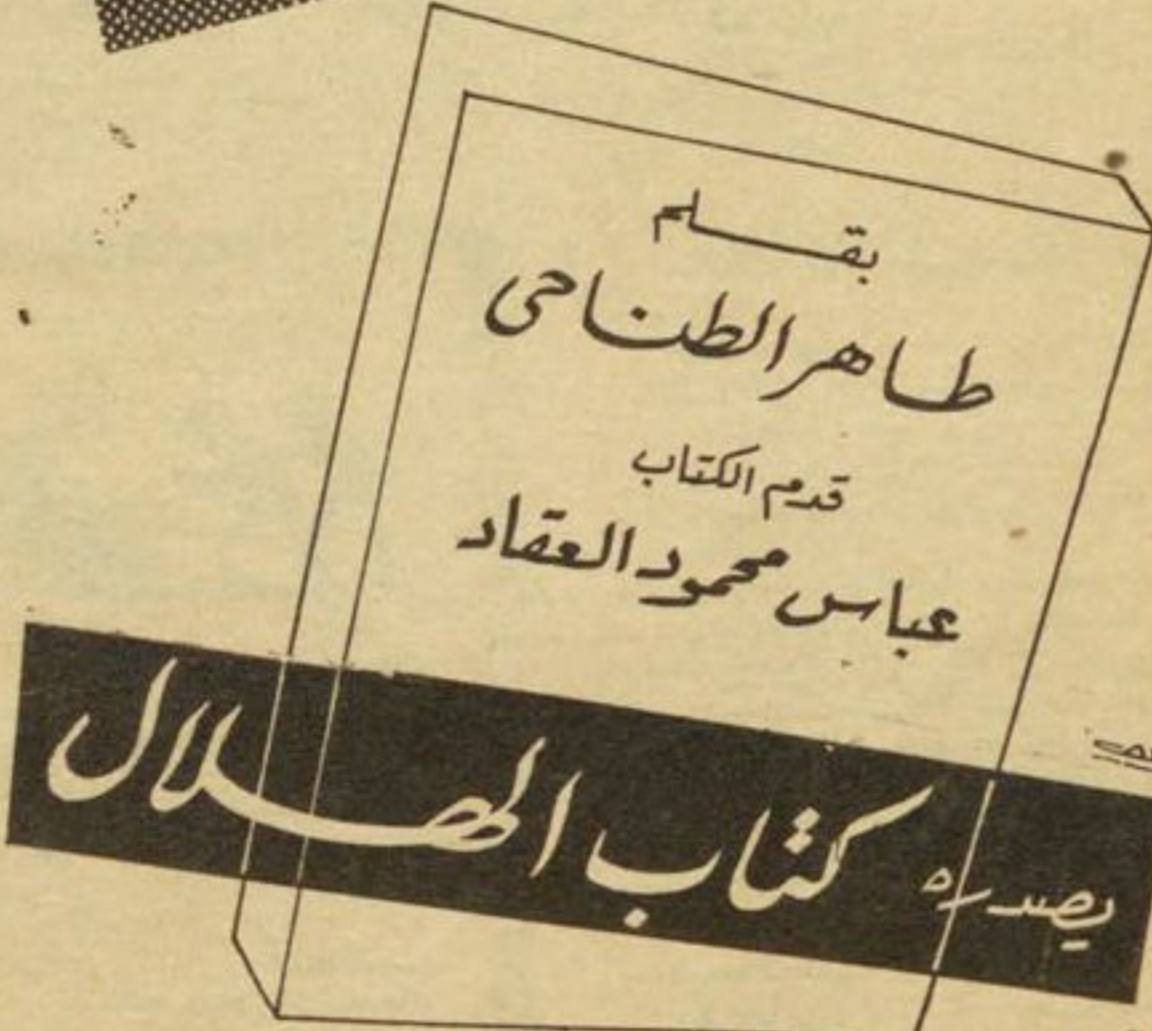 بقلم
طاهر الطناحى
قدم الكتاب
عباس محمود العقاد
يصدره كتاب الهلال